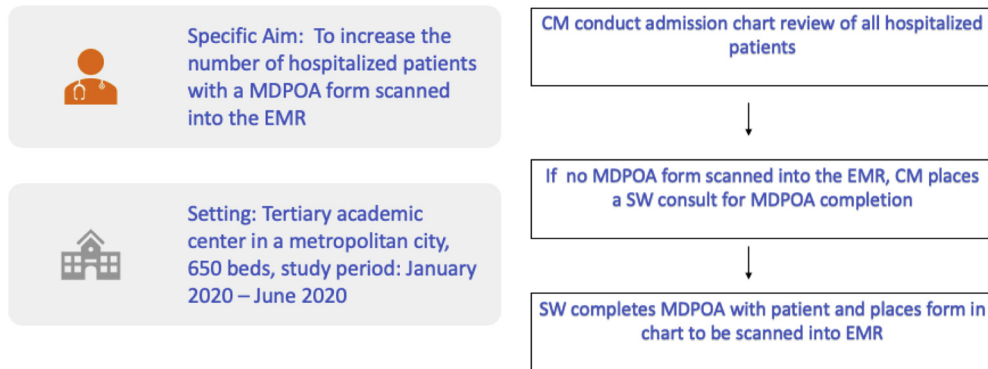 Specific Aim: To increase the
number of hospitalized patients
with a MDPOA form scanned
into the EMR
Setting: Tertiary academic
center in a metropolitan city,
650 beds, study period: January
2020 – June 2020
CM conduct admission chart review of all hospitalized
patients
If no MDPOA form scanned into the EMR, CM places
a SW consult for MDPOA completion
SW completes MDPOA with patient and places form in
chart to be scanned into EMR